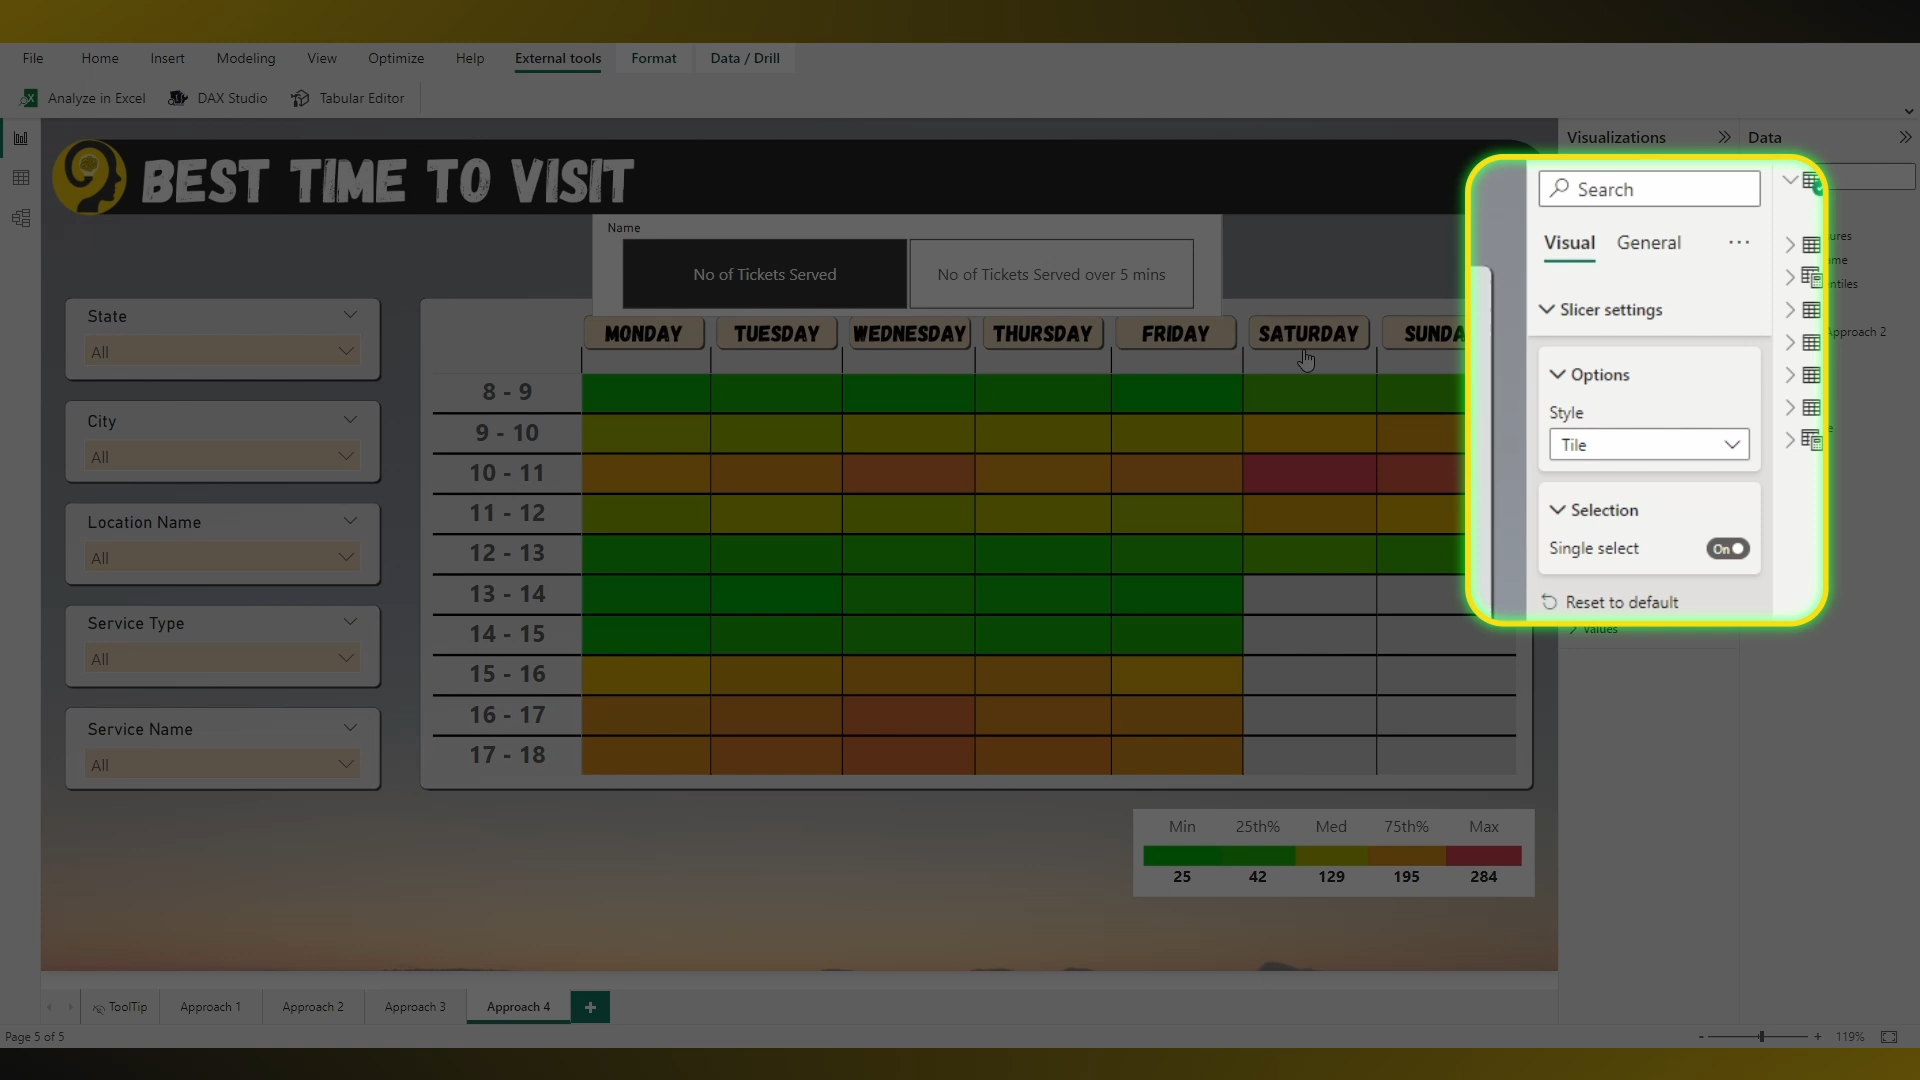 File Home Insert Modeling View Optimize Help External tools Format Data / Drill
Analyze in Excel DAX Studio Tabular Editor
Visualizations Data
BEST TIME TO VISIT
Search
Name
No of Tickets Served No of Tickets Served over 5 mins
Visual General ...
Slicer settings
Options
Style
Tile
Selection
Single select On
Reset to default
Values
Approach 2
State
All
City
All
Location Name
All
Service Type
All
Service Name
All
MONDAY TUESDAY WEDNESDAY THURSDAY FRIDAY SATURDAY SUNDA
8 - 9
9 - 10
10 - 11
11 - 12
12 - 13
13 - 14
14 - 15
15 - 16
16 - 17
17 - 18
Min 25th% Med 75th% Max
25 42 129 195 284
ToolTip Approach 1 Approach 2 Approach 3 Approach 4 +
Page 5 of 5
- + 119%